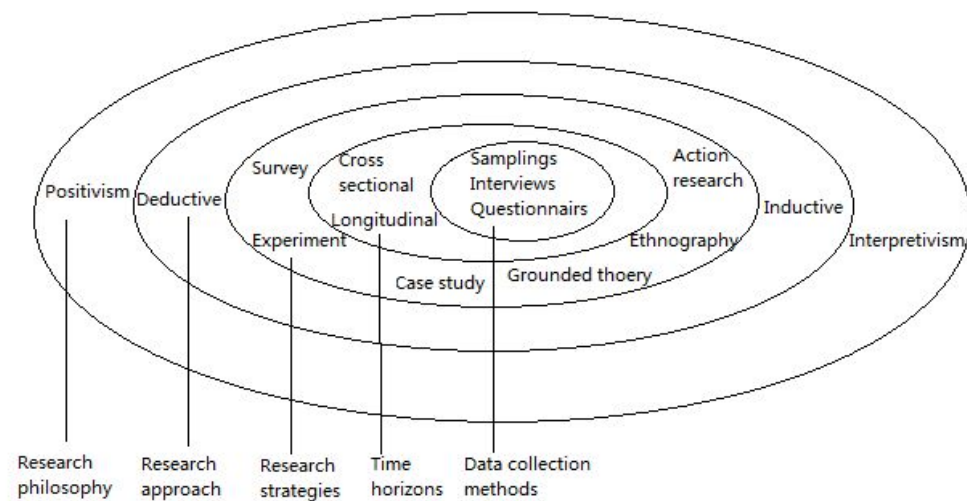 Positivism
Deductive
Survey
Experiment
Cross
sectional
Longitudinal
Samplings
Interviews
Questionnairs
Case study
Grounded thoery
Action
research
Ethnography
Inductive
Interpretivism
Research
philosophy
Research
approach
Research
strategies
Time
horizons
Data collection
methods